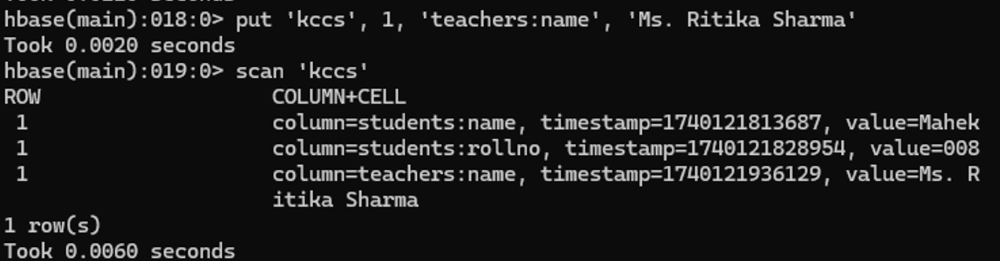 hbase(main):018:0> put 'kccs', 1, 'teachers:name', 'Ms. Ritika Sharma'
Took 0.0020 seconds
hbase(main):019:0> scan 'kccs'
ROW                   COLUMN+CELL
 1                    column=students:name, timestamp=1740121813687, value=Mahek
 1                    column=students:rollno, timestamp=1740121828954, value=008
 1                    column=teachers:name, timestamp=1740121936129, value=Ms. R
                      itika Sharma
1 row(s)
Took 0.0060 seconds